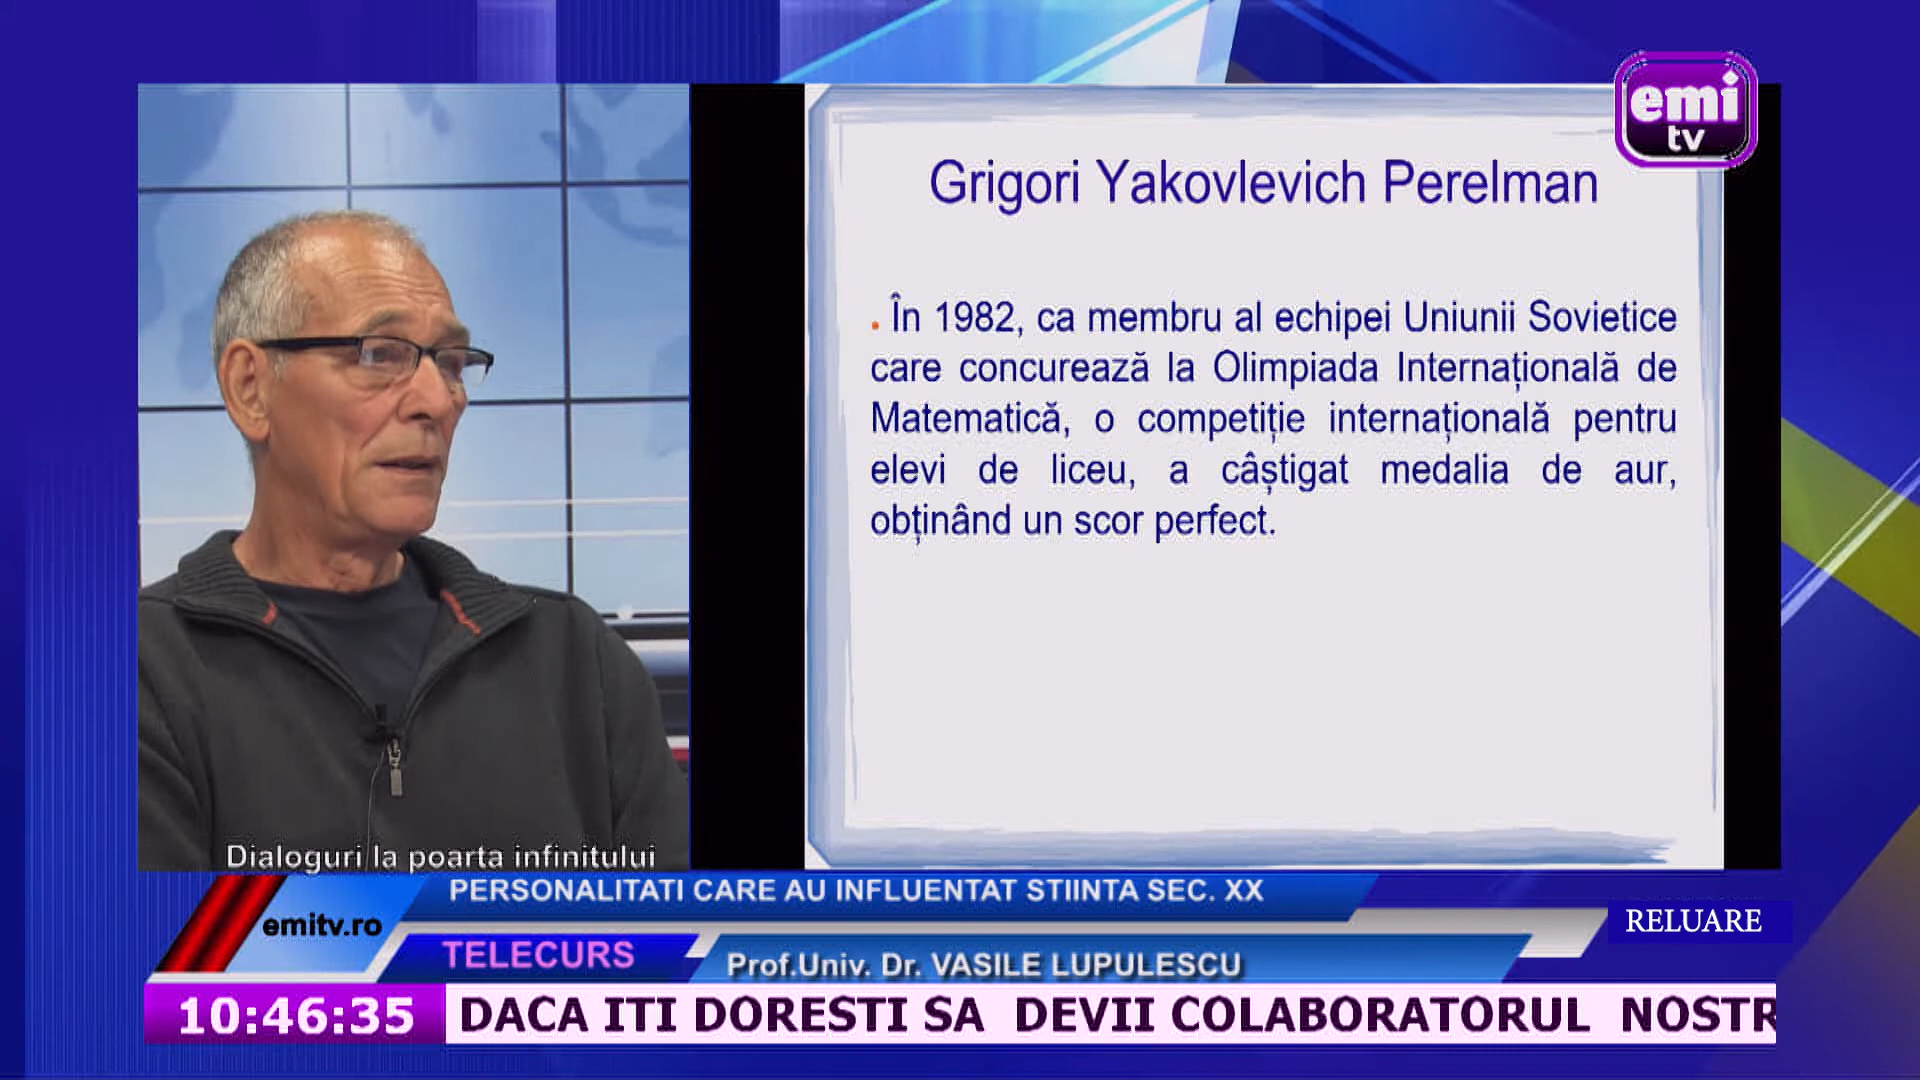 emi
tv
Grigori Yakovlevich Perelman
În 1982, ca membru al echipei Uniunii Sovietice
care concurează la Olimpiada Internațională de
Matematică, o competiție internațională pentru
elevi de liceu, a câștigat medalia de aur,
obținând un scor perfect.
Dialoguri la poarta infinitului
PERSONALITATI CARE AU INFLUENTAT STIINTA SEC. XX
emitv.ro
RELUARE
TELECURS
Prof.Univ. Dr. VASILE LUPULESCU
10:46:35
DACA ITI DORESTI SA DEVII COLABORATORUL NOSTR